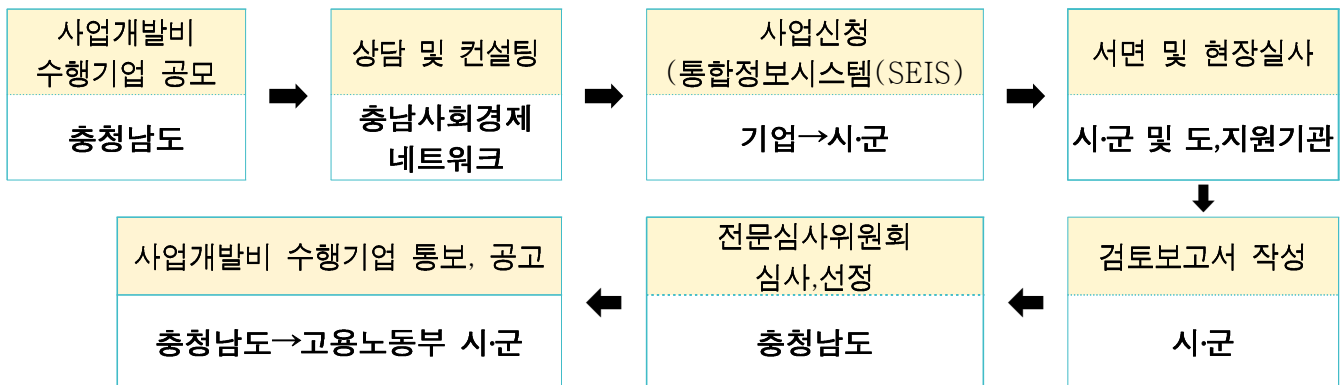 사업개발비
수행기업 공모
충청남도
상담 및 컨설팅
충남사회경제
네트워크
사업신청
(통합정보시스템(SEIS)
기업→시·군
서면 및 현장실사
시·군 및 도,지원기관
검토보고서 작성
시·군
전문심사위원회
심사,선정
충청남도
사업개발비 수행기업 통보, 공고
충청남도→고용노동부 시·군